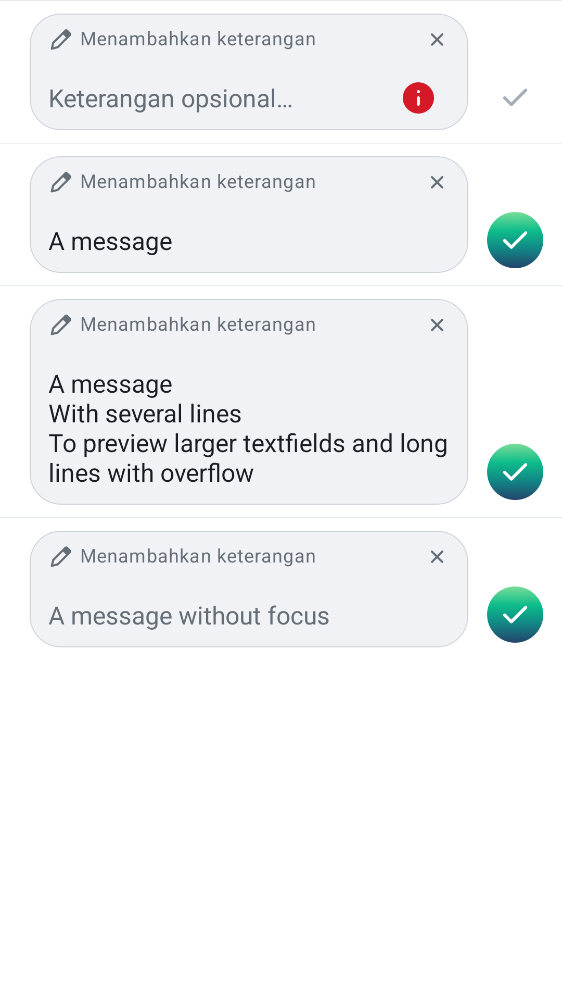 Menambahkan keterangan
Keterangan opsional…
Menambahkan keterangan
A message
Menambahkan keterangan
A message
With several lines
To preview larger textfields and long
lines with overflow
Menambahkan keterangan
A message without focus